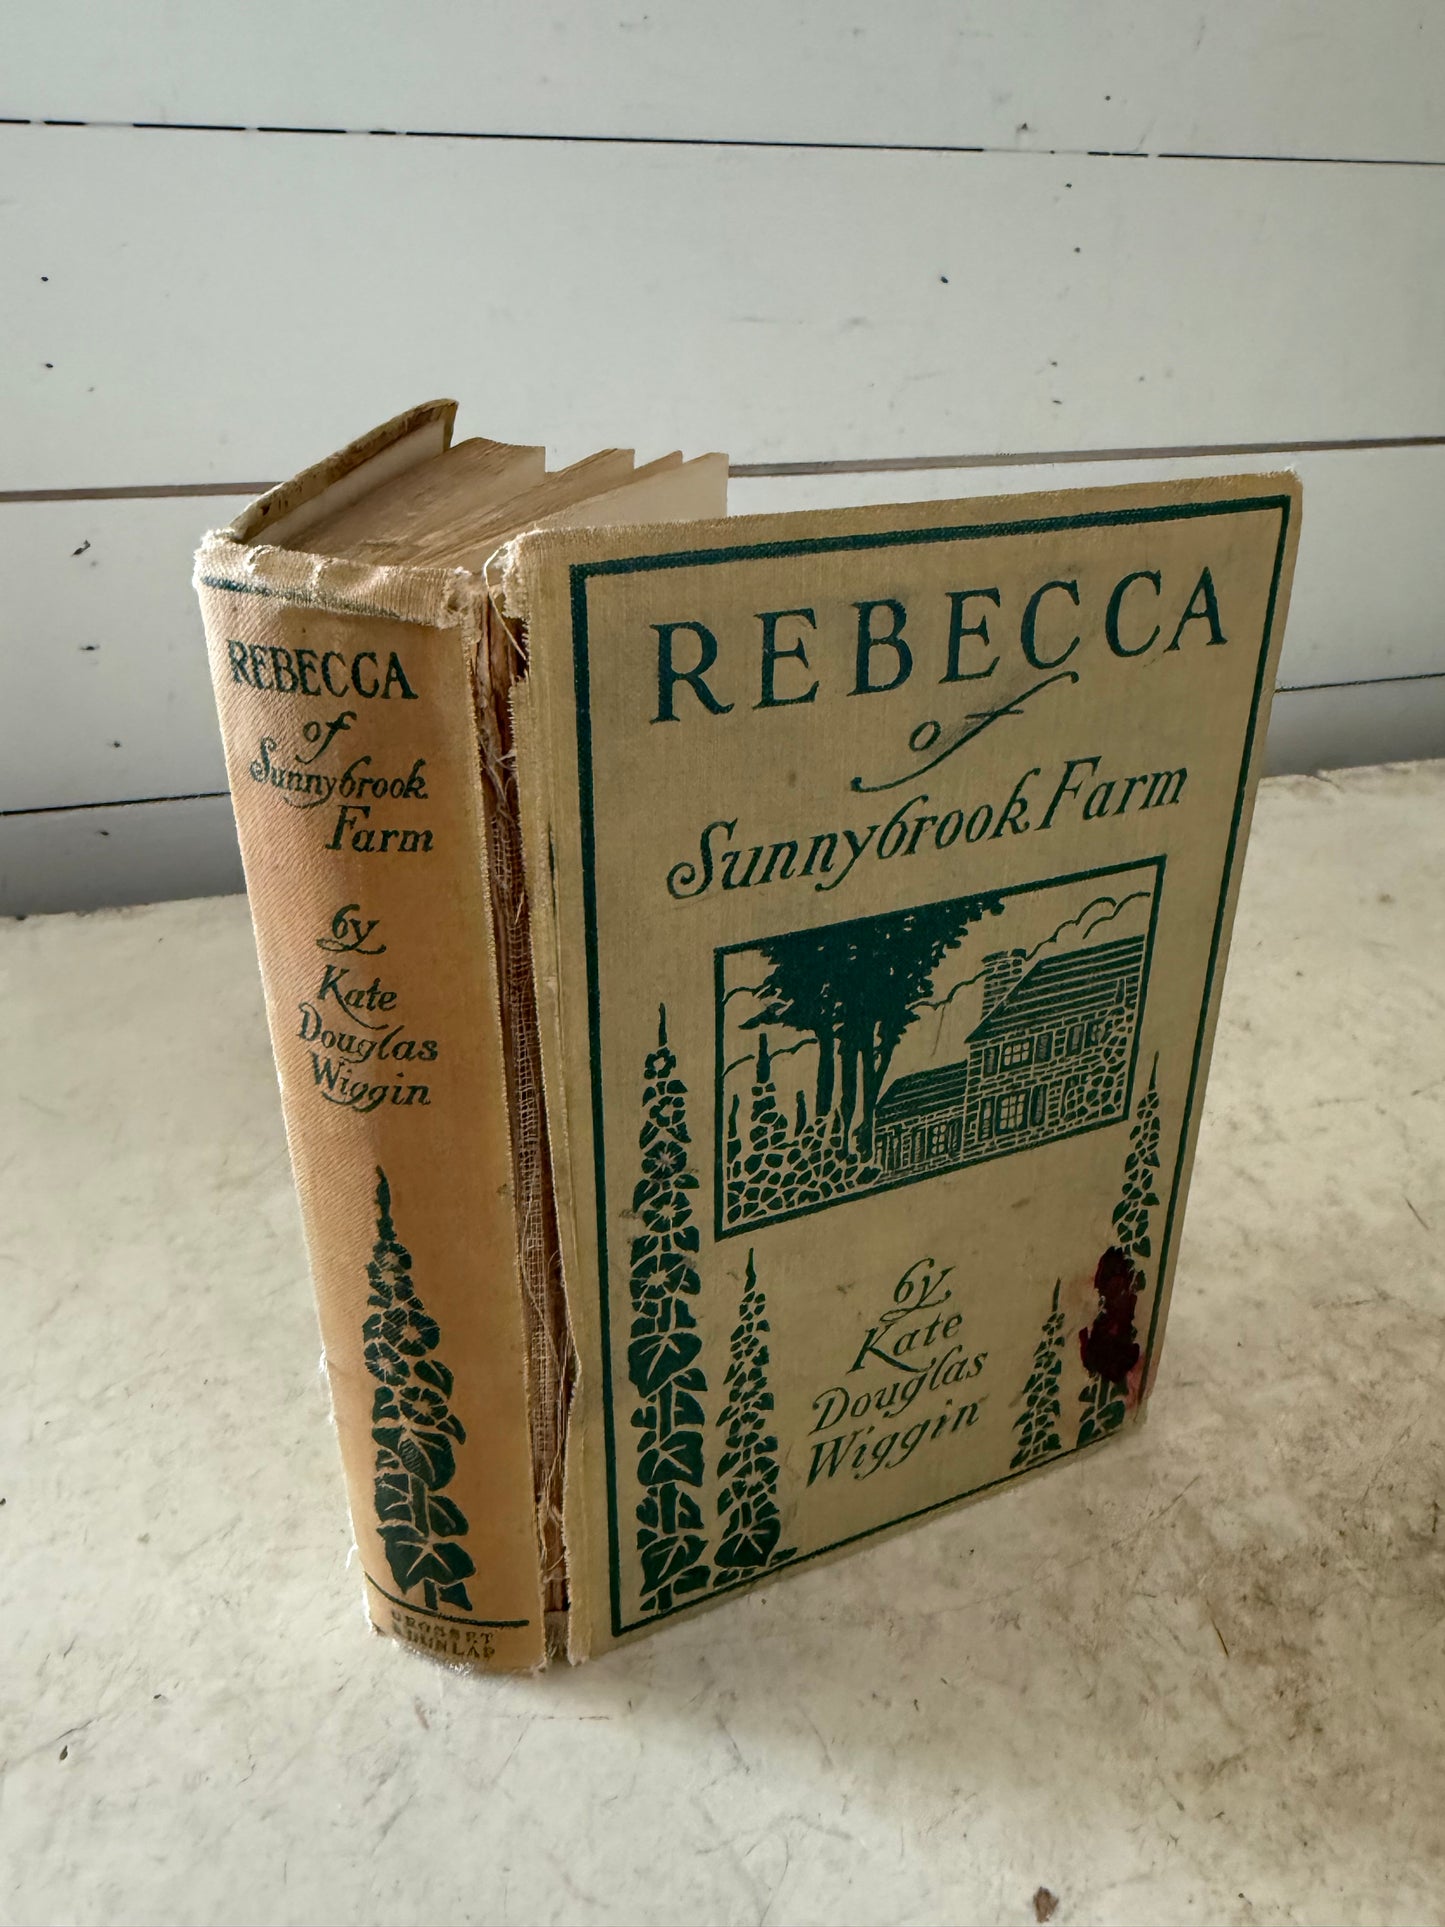 REBECCA
of
Sunnybrook
Farm
by
Kate
Douglas
Wiggin
GROSSET
& DUNLAP
REBECCA
of
Sunnybrook Farm
by
Kate
Douglas
Wiggin